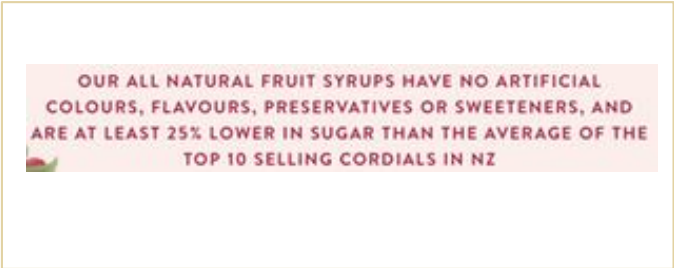 OUR ALL NATURAL FRUIT SYRUPS HAVE NO ARTIFICIAL
COLOURS, FLAVOURS, PRESERVATIVES OR SWEETENERS, AND
ARE AT LEAST 25% LOWER IN SUGAR THAN THE AVERAGE OF THE
TOP 10 SELLING CORDIALS IN NZ